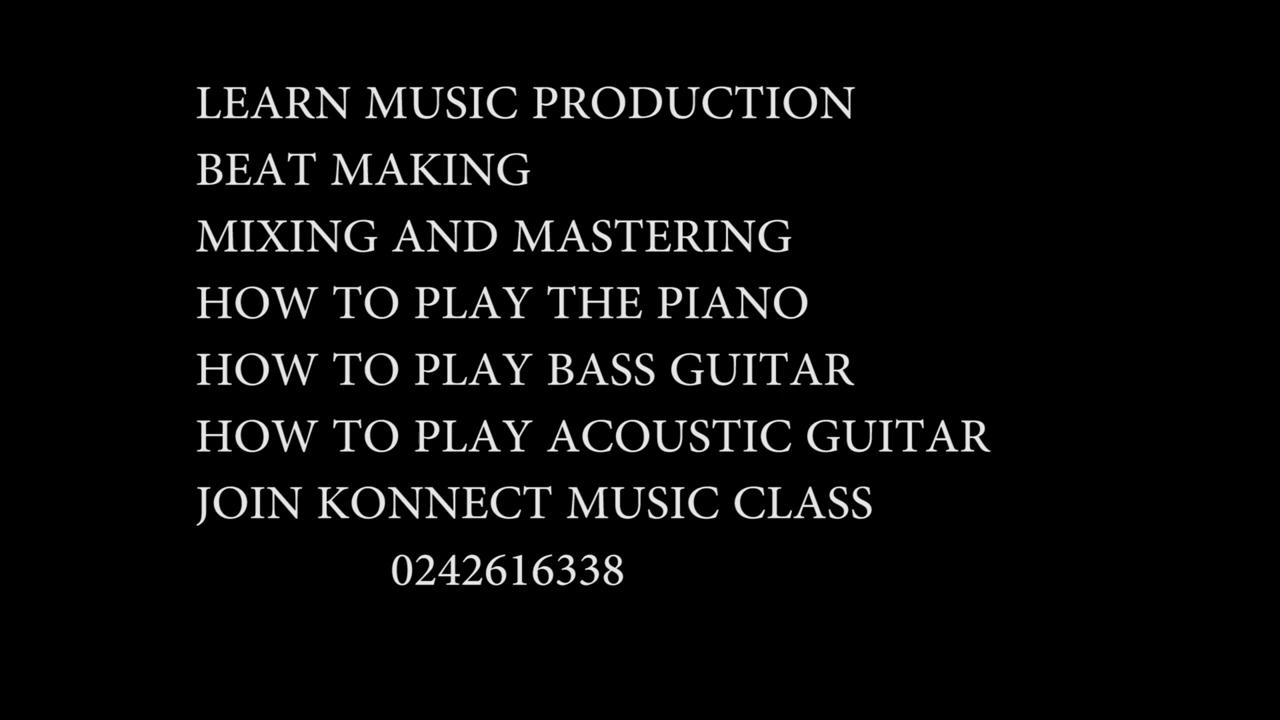 LEARN MUSIC PRODUCTION
BEAT MAKING
MIXING AND MASTERING
HOW TO PLAY THE PIANO
HOW TO PLAY BASS GUITAR
HOW TO PLAY ACOUSTIC GUITAR
JOIN KONNECT MUSIC CLASS
0242616338